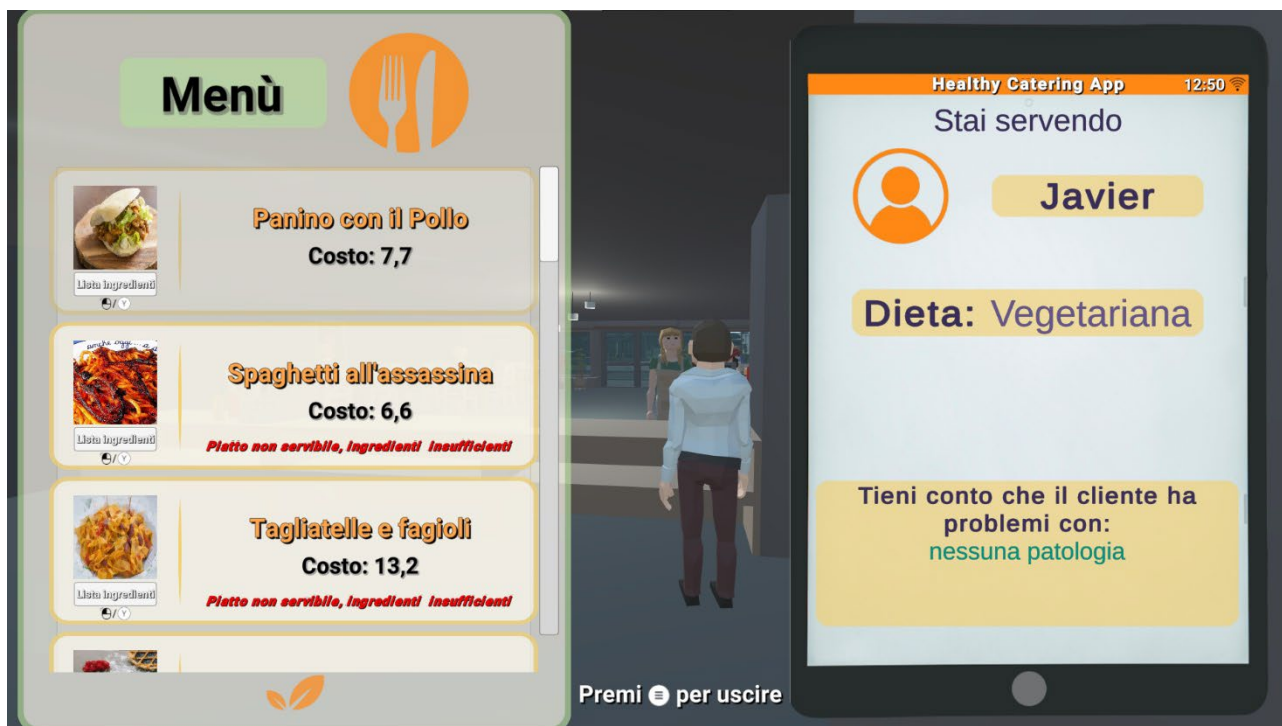 Menù
Panino con il Pollo
Costo: 7,7
Lista ingredienti
Y
Spaghetti all'assassina
Costo: 6,6
Piatto non servibile, ingredienti insufficienti
Lista ingredienti
Y
Tagliatelle e fagioli
Costo: 13,2
Piatto non servibile, ingredienti insufficienti
Lista ingredienti
Y
Premi per uscire
Healthy Catering App 12:50
Stai servendo
Javier
Dieta: Vegetariana
Tieni conto che il cliente ha
problemi con:
nessuna patologia